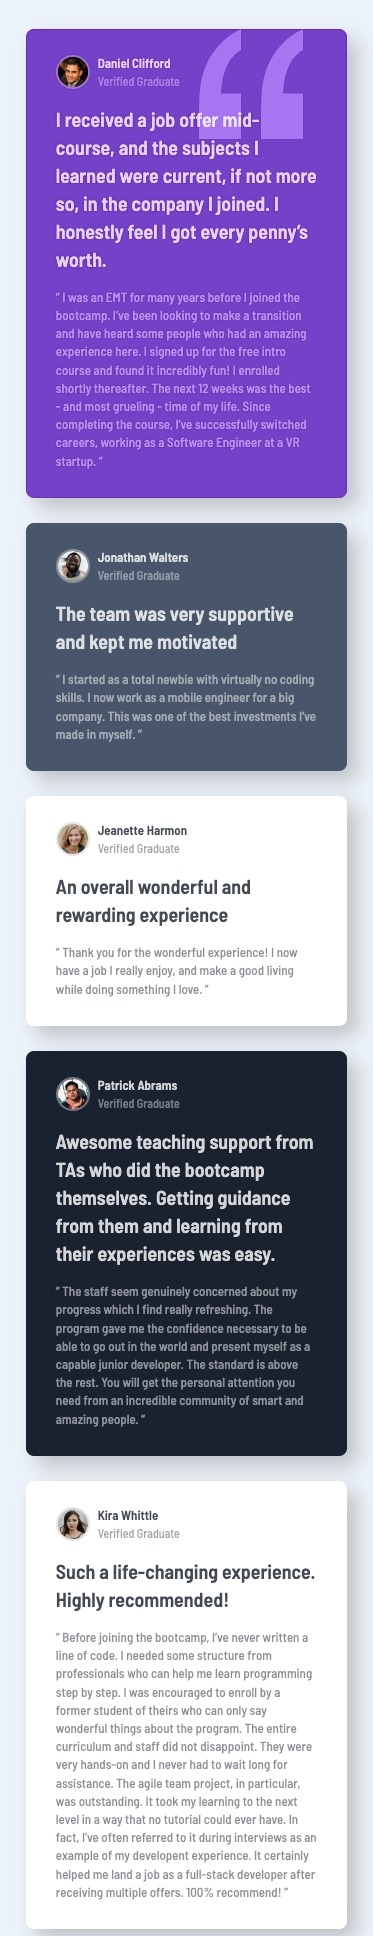 Daniel Clifford
Verified Graduate
I received a job offer mid-
course, and the subjects I
learned were current, if not more
so, in the company I joined. I
honestly feel I got every penny’s
worth.
“ I was an EMT for many years before I joined the
bootcamp. I’ve been looking to make a transition
and have heard some people who had an amazing
experience here. I signed up for the free intro
course and found it incredibly fun! I enrolled
shortly thereafter. The next 12 weeks was the best
- and most grueling - time of my life. Since
completing the course, I’ve successfully switched
careers, working as a Software Engineer at a VR
startup. ”
Jonathan Walters
Verified Graduate
The team was very supportive
and kept me motivated
“ I started as a total newbie with virtually no coding
skills. I now work as a mobile engineer for a big
company. This was one of the best investments I’ve
made in myself. ”
Jeanette Harmon
Verified Graduate
An overall wonderful and
rewarding experience
“ Thank you for the wonderful experience! I now
have a job I really enjoy, and make a good living
while doing something I love. ”
Patrick Abrams
Verified Graduate
Awesome teaching support from
TAs who did the bootcamp
themselves. Getting guidance
from them and learning from
their experiences was easy.
“ The staff seem genuinely concerned about my
progress which I find really refreshing. The
program gave me the confidence necessary to be
able to go out in the world and present myself as a
capable junior developer. The standard is above
the rest. You will get the personal attention you
need from an incredible community of smart and
amazing people. “
Kira Whittle
Verified Graduate
Such a life-changing experience.
Highly recommended!
“ Before joining the bootcamp, I’ve never written a
line of code. I needed some structure from
professionals who can help me learn programming
step by step. I was encouraged to enroll by a
former student of theirs who can only say
wonderful things about the program. The entire
curriculum and staff did not disappoint. They were
very hands-on and I never had to wait long for
assistance. The agile team project, in particular,
was outstanding. It took my learning to the next
level in a way that no tutorial could ever have. In
fact, I’ve often referred to it during interviews as an
example of my developent experience. It certainly
helped me land a job as a full-stack developer after
receiving multiple offers. 100% recommend! ”